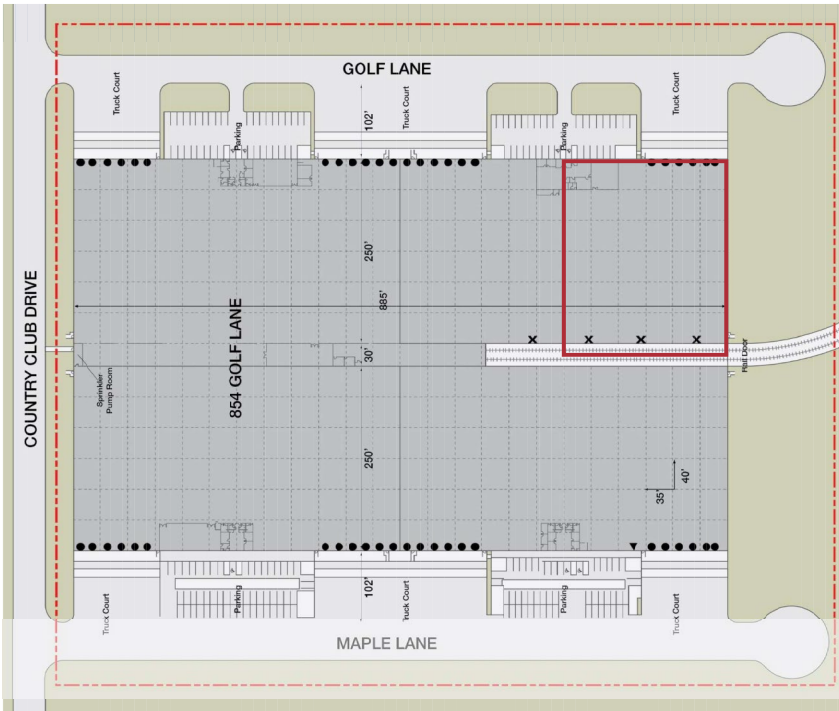 GOLF LANE
Truck Court
102'
Truck Court
Truck Court
Parking
Parking
250'
885'
COUNTRY CLUB DRIVE
854 GOLF LANE
30'
Rail Door
Sprinkler
Pump Room
250'
40'
35'
102'
Truck Court
Parking
Truck Court
Parking
Truck Court
MAPLE LANE